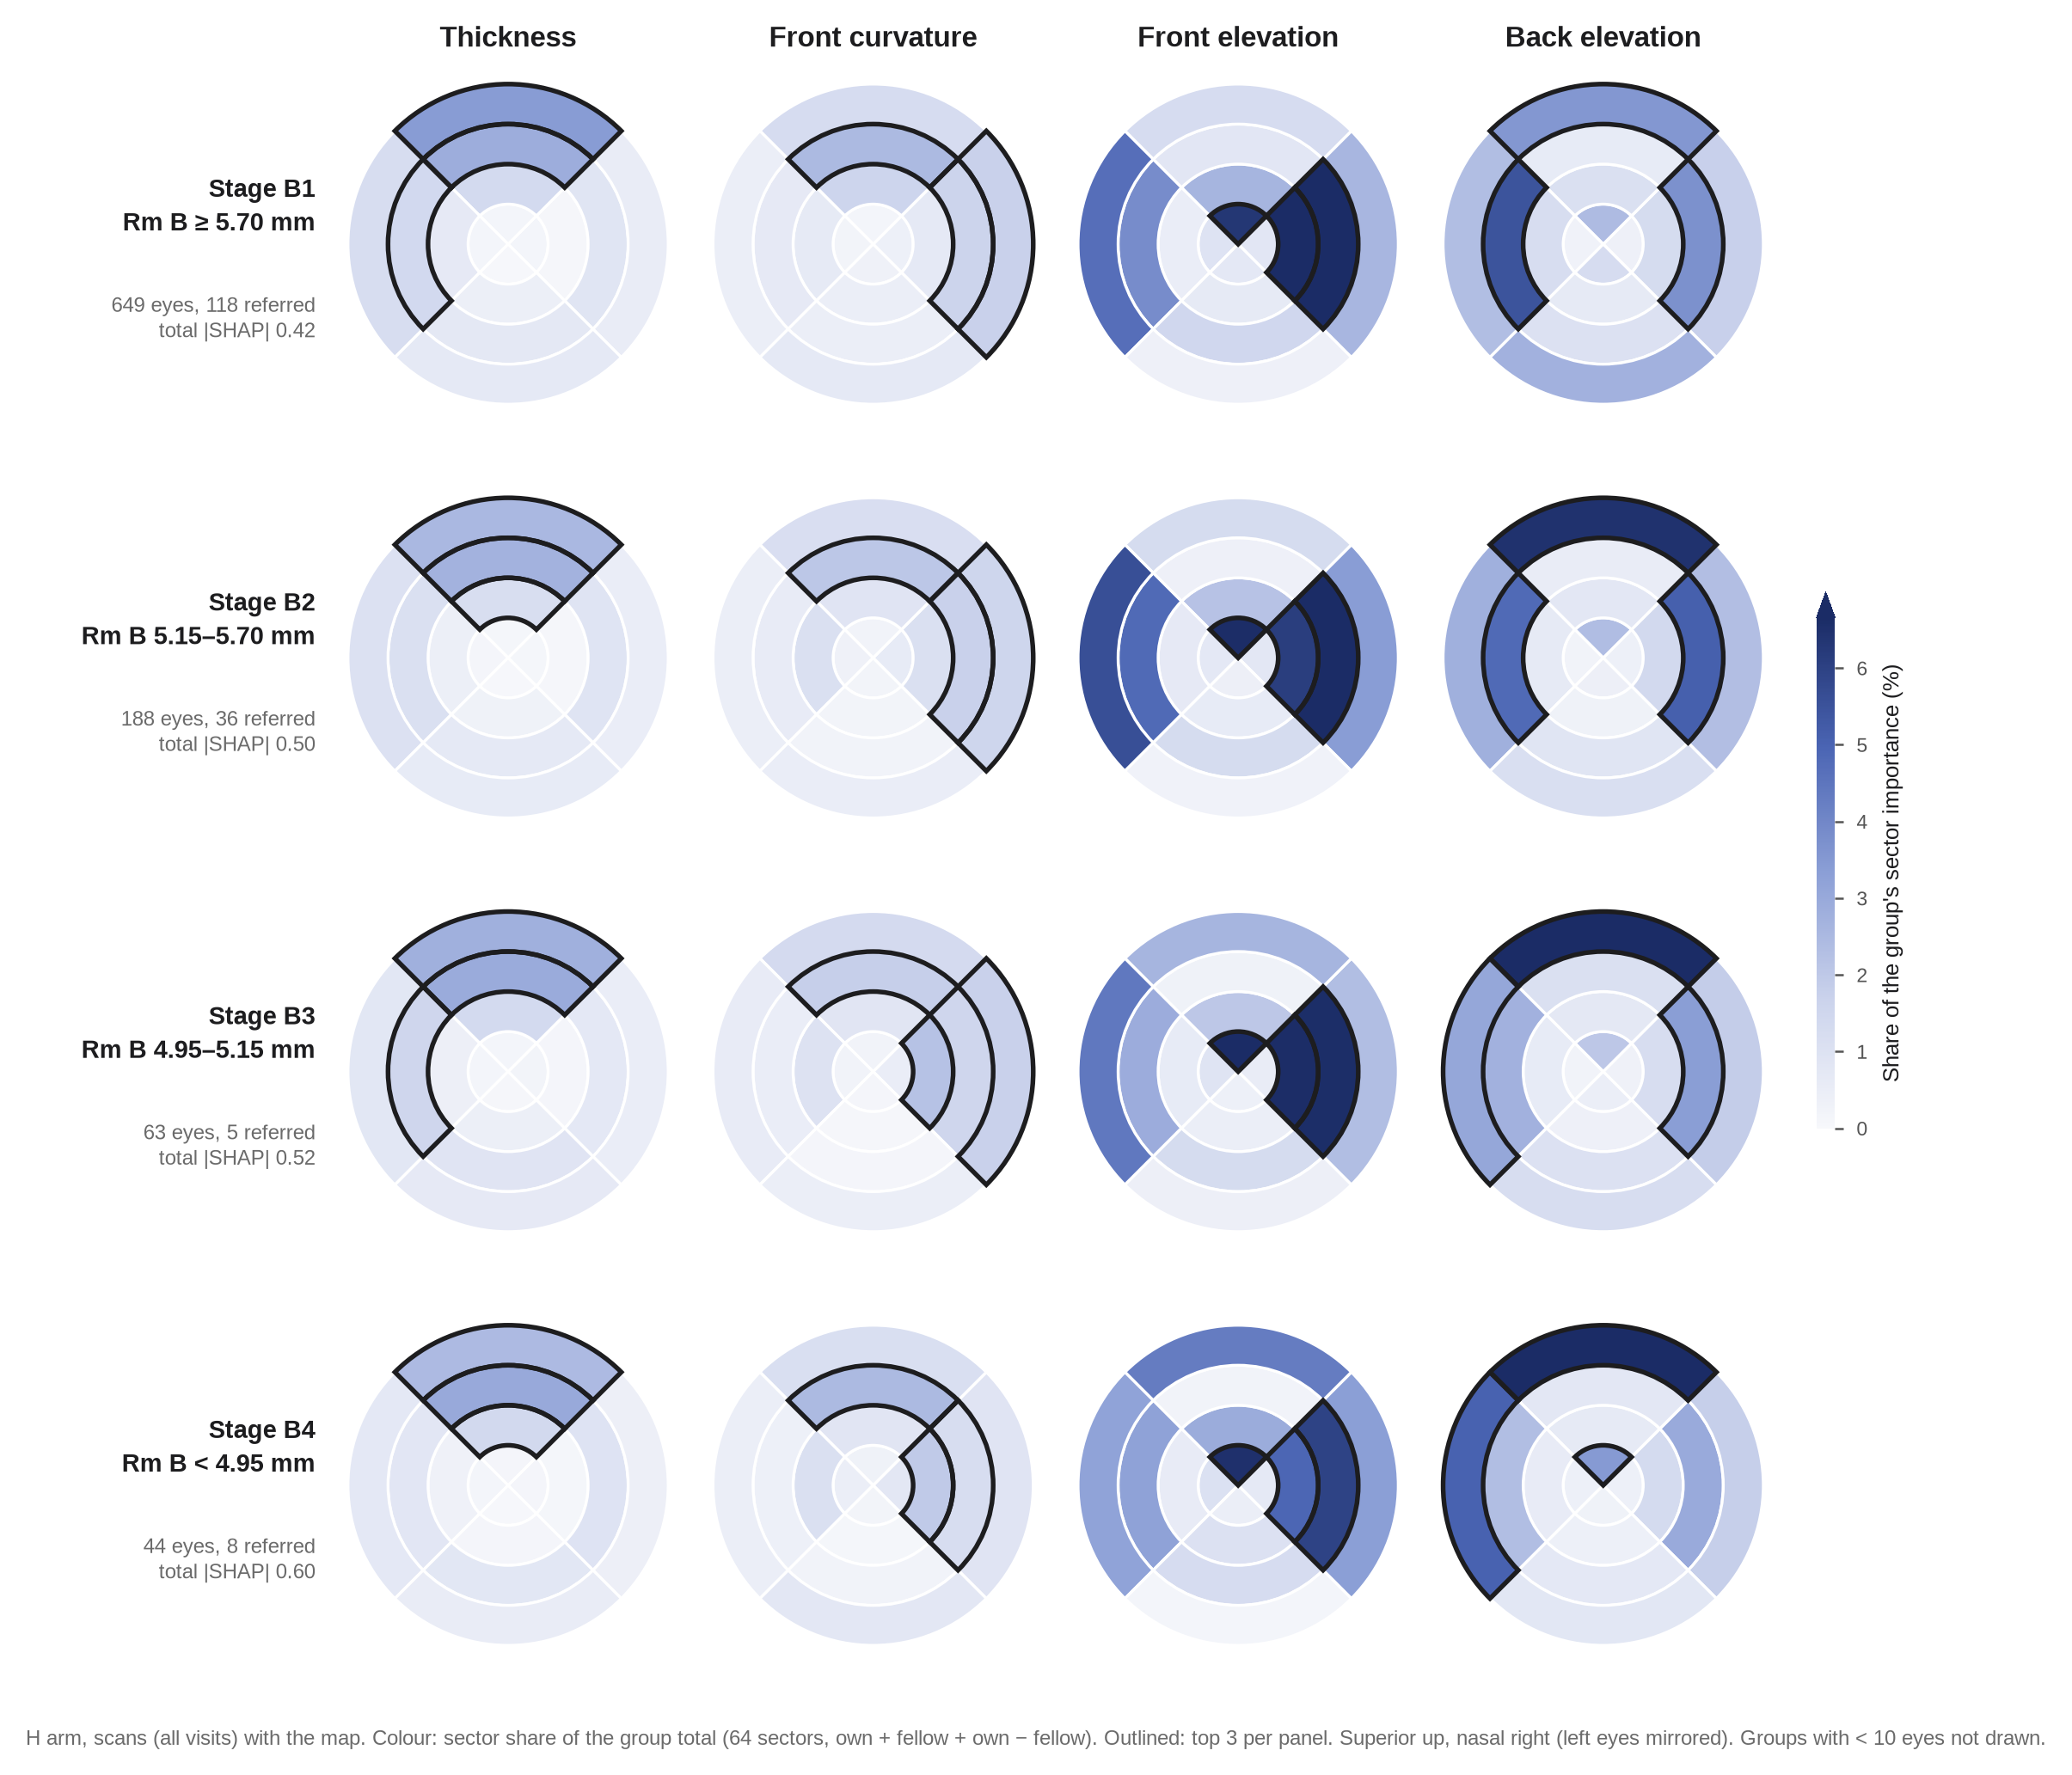 Thickness
Front curvature
Front elevation
Back elevation
Stage B1
Rm B ≥ 5.70 mm
649 eyes, 118 referred
total |SHAP| 0.42
Stage B2
Rm B 5.15–5.70 mm
188 eyes, 36 referred
total |SHAP| 0.50
6
5
4
3
2
1
0
Share of the group's sector importance (%)
Stage B3
Rm B 4.95–5.15 mm
63 eyes, 5 referred
total |SHAP| 0.52
Stage B4
Rm B < 4.95 mm
44 eyes, 8 referred
total |SHAP| 0.60
H arm, scans (all visits) with the map. Colour: sector share of the group total (64 sectors, own + fellow + own − fellow). Outlined: top 3 per panel. Superior up, nasal right (left eyes mirrored). Groups with < 10 eyes not drawn.